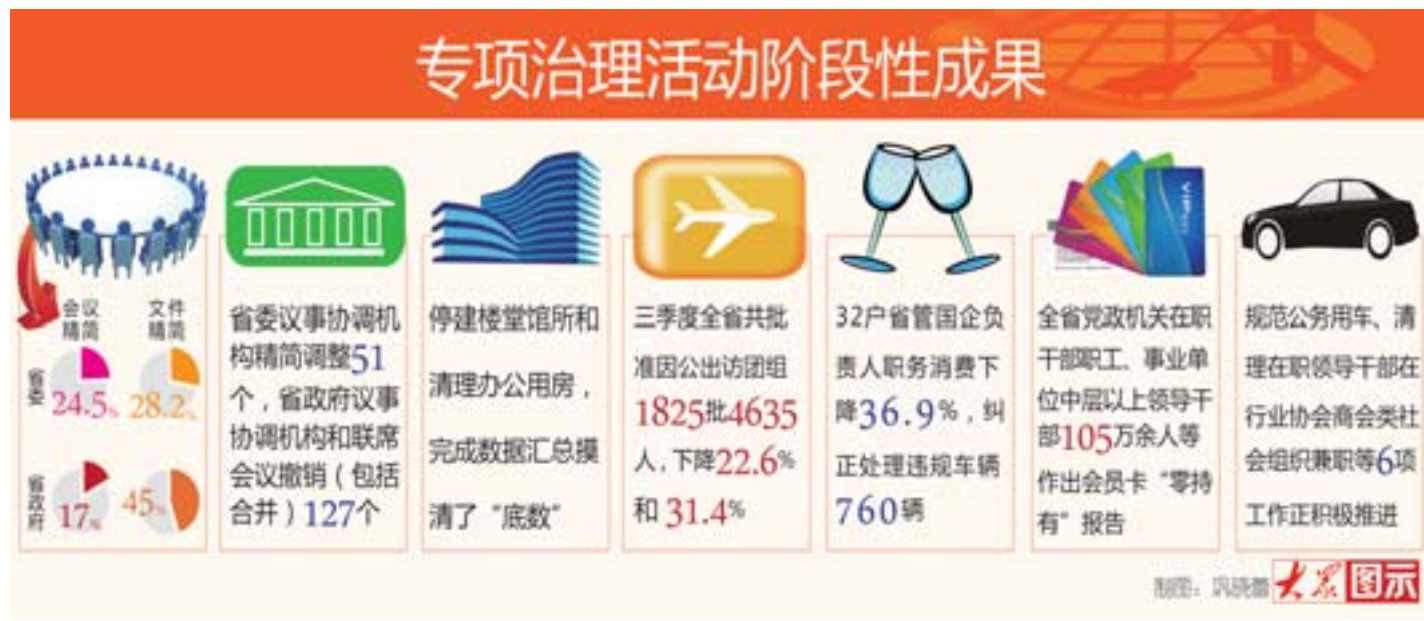 专项治理活动阶段性成果
会议
精简
文件
精简
省委
24.5%
28.2%
省政府
17%
45%
省委议事协调机
构精简调整51
个，省政府议事
协调机构和联席
会议撤销（包括
合并）127个
停建楼堂馆所和
清理办公用房，
完成数据汇总摸
清了“底数”
三季度全省共批
准因公出访团组
1825批4635
人，下降22.6%
和 31.4%
32户省管国企负
责人职务消费下
降36.9%，纠
正处理违规车辆
760辆
全省党政机关在职
干部职工、事业单
位中层以上领导干
部105万余人等
作出会员卡“零持
有”报告
规范公务用车、清
理在职领导干部在
行业协会商会类社
会组织兼职等6项
工作正积极推进
制图：巩晓蕾
大众图示